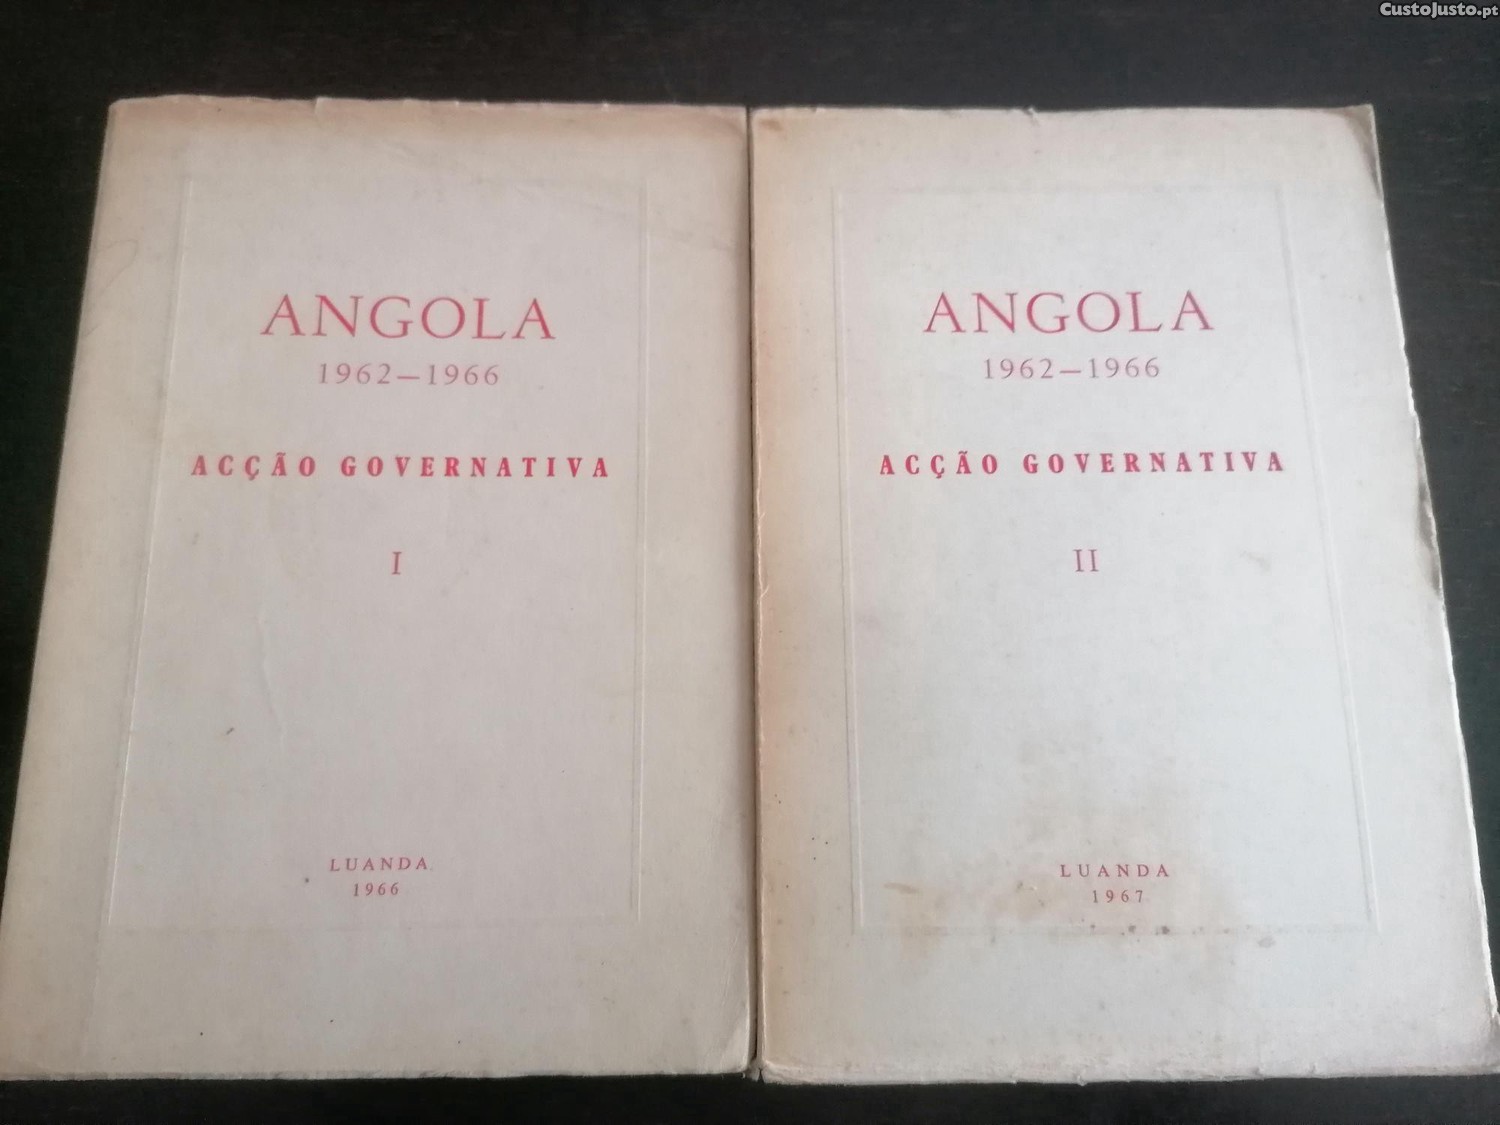 CustoJusto.pt
ANGOLA
1962—1966
ACÇÃO GOVERNATIVA
I
LUANDA
1966
ANGOLA
1962—1966
ACÇÃO GOVERNATIVA
II
LUANDA
1967